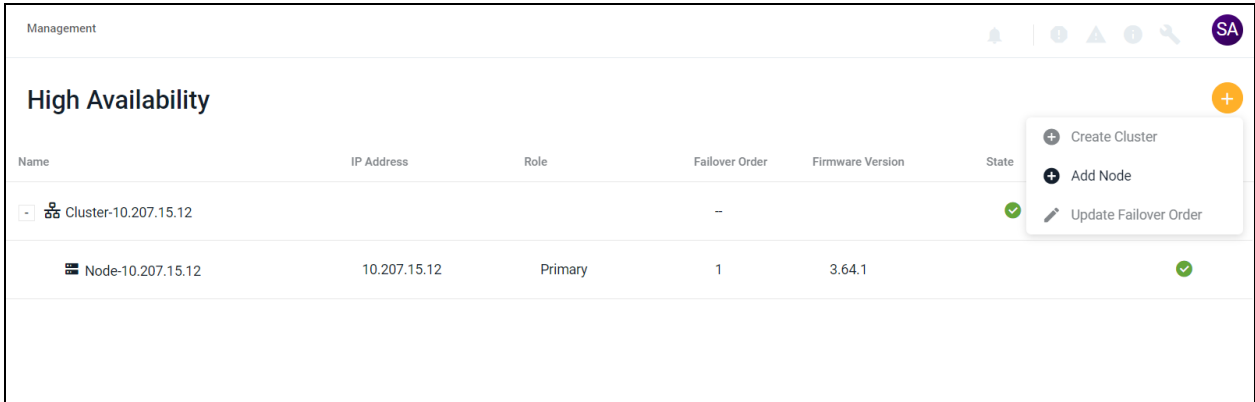 Management
SA
High Availability
Create Cluster
Name IP Address Role Failover Order Firmware Version State
Add Node
- Cluster-10.207.15.12 --
Update Failover Order
Node-10.207.15.12 10.207.15.12 Primary 1 3.64.1